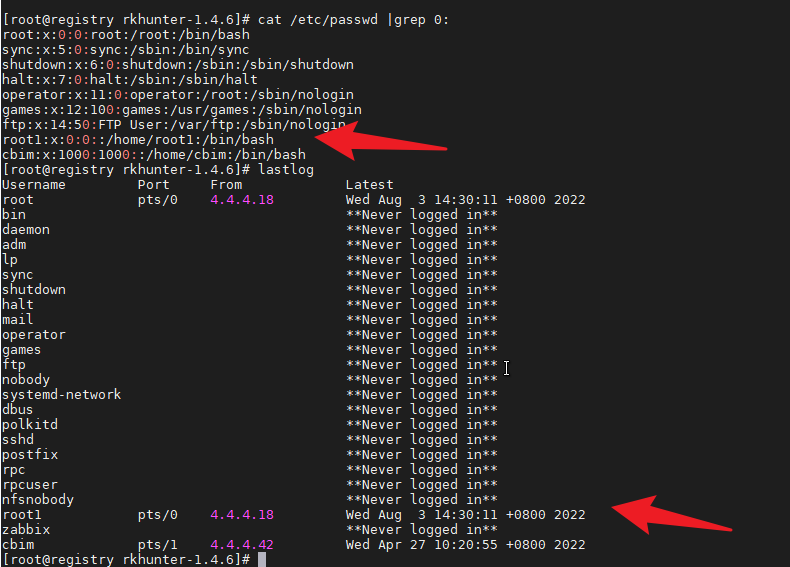 [root@registry rkhunter-1.4.6]# cat /etc/passwd |grep 0:
root:x:0:0:root:/root:/bin/bash
sync:x:5:0:sync:/sbin:/bin/sync
shutdown:x:6:0:shutdown:/sbin:/sbin/shutdown
halt:x:7:0:halt:/sbin:/sbin/halt
operator:x:11:0:operator:/root:/sbin/nologin
games:x:12:100:games:/usr/games:/sbin/nologin
ftp:x:14:50:FTP User:/var/ftp:/sbin/nologin
root1:x:0:0::/home/root1:/bin/bash
cbim:x:1000:1000::/home/cbim:/bin/bash
[root@registry rkhunter-1.4.6]# lastlog
Username         Port     From             Latest
root             pts/0    4.4.4.18         Wed Aug  3 14:30:11 +0800 2022
bin                                        **Never logged in**
daemon                                     **Never logged in**
adm                                        **Never logged in**
lp                                         **Never logged in**
sync                                       **Never logged in**
shutdown                                   **Never logged in**
halt                                       **Never logged in**
mail                                       **Never logged in**
operator                                   **Never logged in**
games                                      **Never logged in**
ftp                                        **Never logged in**
nobody                                     **Never logged in**
systemd-network                            **Never logged in**
dbus                                       **Never logged in**
polkitd                                    **Never logged in**
sshd                                       **Never logged in**
postfix                                    **Never logged in**
rpc                                        **Never logged in**
rpcuser                                    **Never logged in**
nfsnobody                                  **Never logged in**
root1            pts/0    4.4.4.18         Wed Aug  3 14:30:11 +0800 2022
zabbix                                     **Never logged in**
cbim             pts/1    4.4.4.42         Wed Apr 27 10:20:55 +0800 2022
[root@registry rkhunter-1.4.6]#